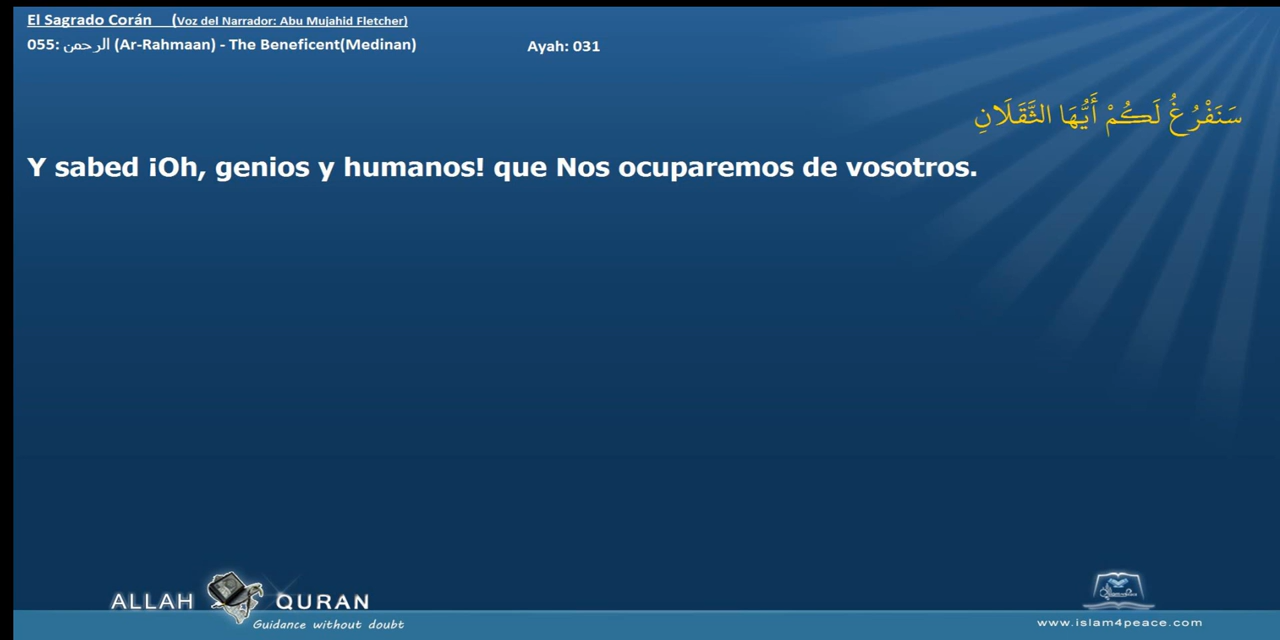 El Sagrado Corán (Voz del Narrador: Abu Mujahid Fletcher)
055: الرحمن (Ar-Rahmaan) - The Beneficent(Medinan) Ayah: 031
سَنَفْرُغُ لَكُمْ أَيُّهَا الثَّقَلَانِ
Y sabed ¡Oh, genios y humanos! que Nos ocuparemos de vosotros.
ALLAH QURAN
Guidance without doubt
www.islam4peace.com